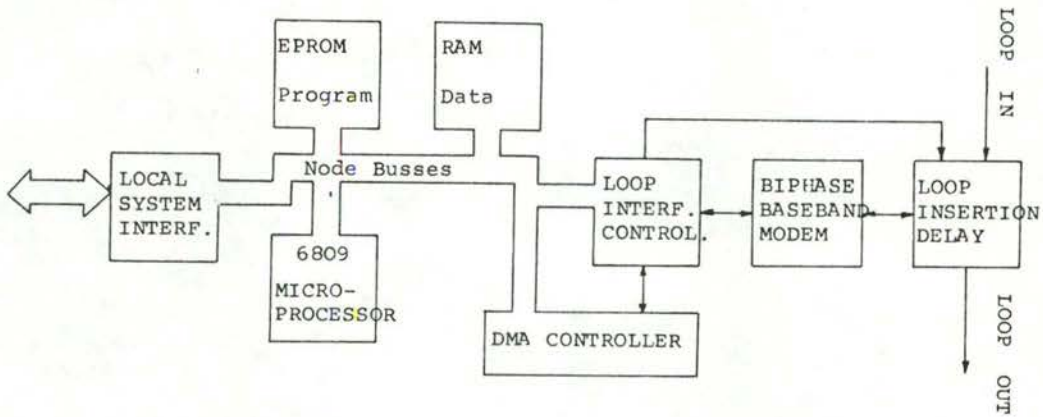 EPROM
Program
RAM
Data
LOOP IN
Node Busses
LOCAL
SYSTEM
INTERF.
LOOP
INTERF.
CONTROL.
BIPHASE
BASEBAND
MODEM
LOOP
INSERTION
DELAY
6809
MICRO-
PROCESSOR
DMA CONTROLLER
LOOP OUT